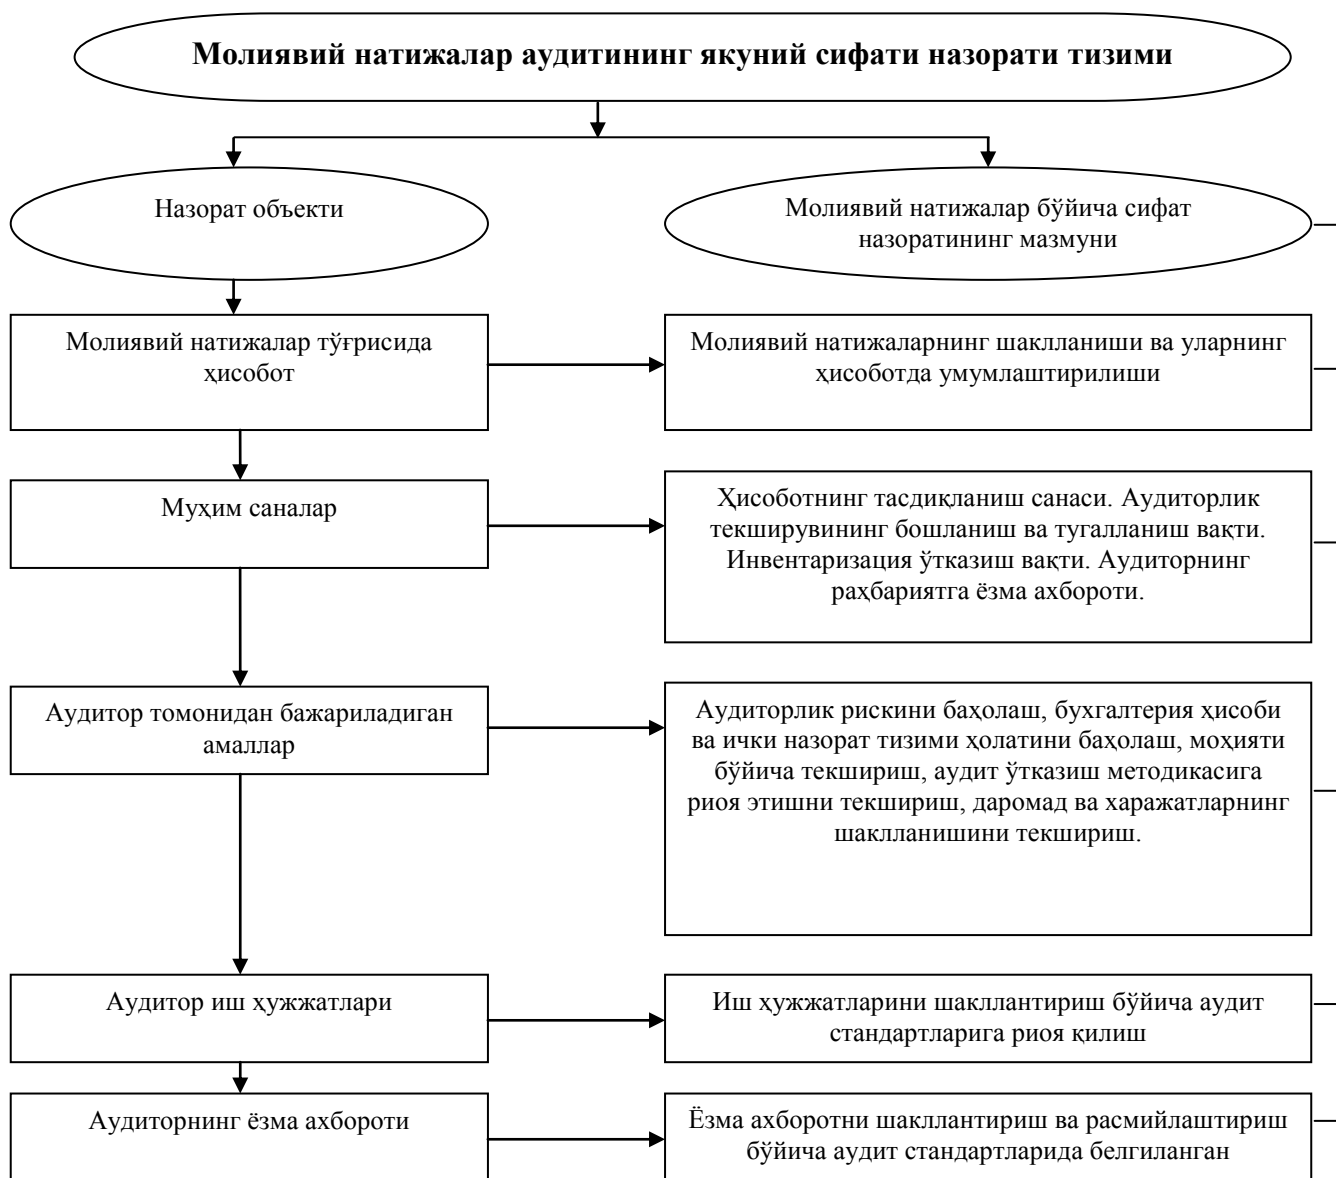 Молиявий натижалар аудитининг якуний сифати назорати тизими
Назорат объекти
Молиявий натижалар бўйича сифат
назоратининг мазмуни
Молиявий натижалар тўғрисида
ҳисобот
Молиявий натижаларнинг шаклланиши ва уларнинг
ҳисоботда умумлаштирилиши
Муҳим саналар
Ҳисоботнинг тасдиқланиш санаси. Аудиторлик
текширувининг бошланиш ва тугалланиш вақти.
Инвентаризация ўтказиш вақти. Аудиторнинг
раҳбариятга ёзма ахбороти.
Аудитор томонидан бажариладиган
амаллар
Аудиторлик рискини баҳолаш, бухгалтерия ҳисоби
ва ички назорат тизими ҳолатини баҳолаш, моҳияти
бўйича текшириш, аудит ўтказиш методикасига
риоя этишни текшириш, даромад ва харажатларнинг
шаклланишини текшириш.
Аудитор иш ҳужжатлари
Иш ҳужжатларини шакллантириш бўйича аудит
стандартларига риоя қилиш
Аудиторнинг ёзма ахбороти
Ёзма ахборотни шакллантириш ва расмийлаштириш
бўйича аудит стандартларида белгиланган